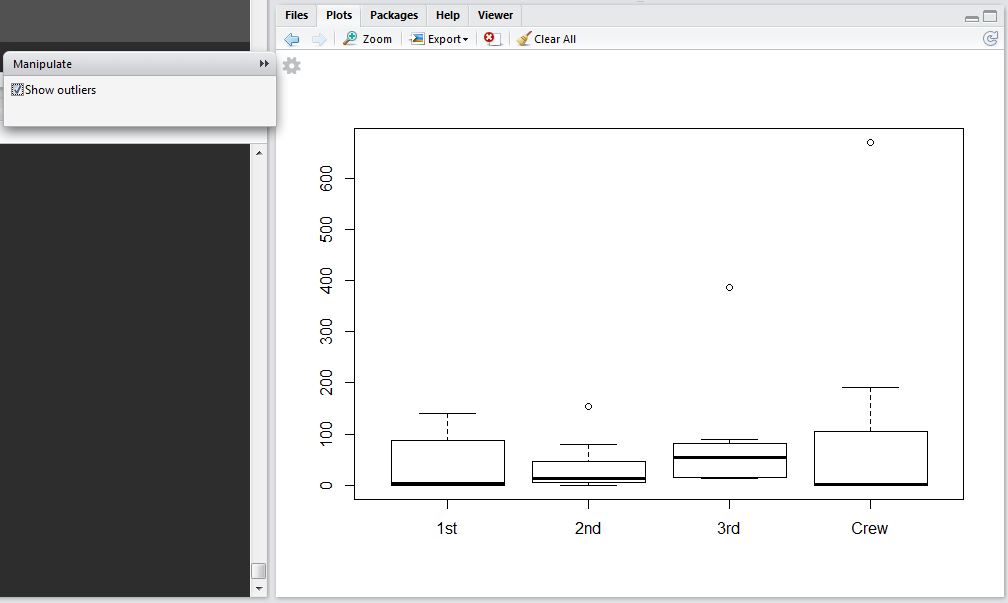 Files Plots Packages Help Viewer
Zoom Export Clear All
Manipulate
Show outliers
600
500
400
300
200
100
0
1st 2nd 3rd Crew